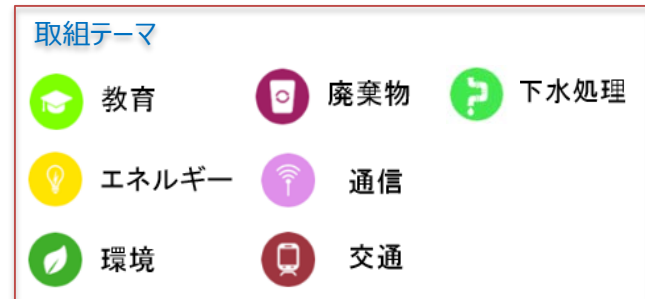 取組テーマ
教育 廃棄物 下水処理
エネルギー 通信
環境 交通